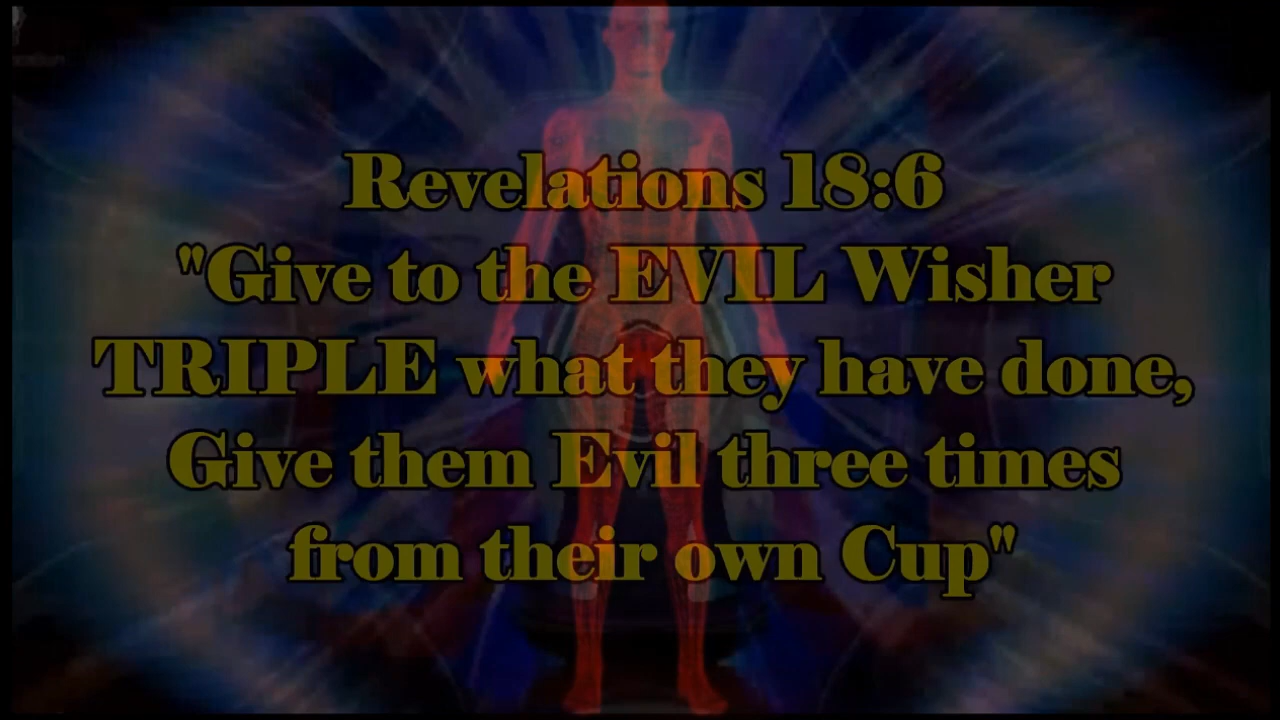 Revelations 18:6
"Give to the EVIL Wisher
TRIPLE what they have done,
Give them Evil three times
from their own Cup"